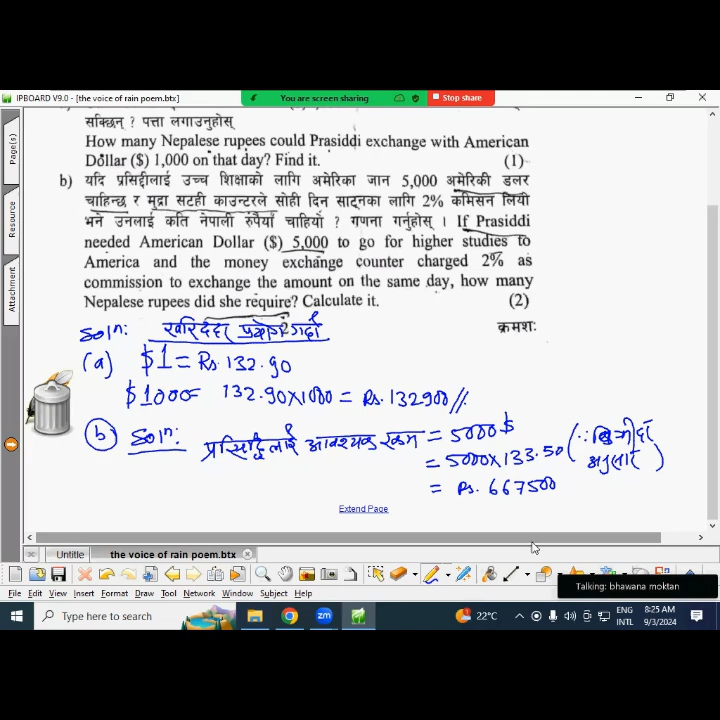 IPBOARD V9.0 - [the voice of rain poem.btx]
You are screen sharing
Stop share
सक्छिन् ? पत्ता लगाउनुहोस्
How many Nepalese rupees could Prasiddi exchange with American
Dollar ($) 1,000 on that day? Find it. (1)
b) यदि प्रसिद्दीलाई उच्च शिक्षाको लागि अमेरिका जान 5,000 अमेरिकी डलर
चाहिन्छ र मुद्रा सटही काउन्टरले सोही दिन साट्नका लागि 2% कमिसन लियी
भने उनलाई कति नेपाली रुपैयाँ चाहियो ? गणना गर्नुहोस् । If Prasiddi
needed American Dollar ($) 5,000 to go for higher studies to
America and the money exchange counter charged 2% as
commission to exchange the amount on the same day, how many
Nepalese rupees did she require? Calculate it. (2)
क्रमशः
Solⁿ: खरिददर प्रयोग गर्दा
(a) $1 = Rs. 132.90
$1000= 132.90×1000 = Rs. 132900//
(b) Solⁿ: प्रसिद्धिलाई आवश्यक रकम = 5000$
= 5000×133.50 (∵ बिक्रीदर
अनुसार)
= Rs. 667500
Extend Page
Page(s)
Resource
Attachment
Untitle
the voice of rain poem.btx
Talking: bhawana moktan
File Edit View Insert Format Draw Tool Network Window Subject Help
Type here to search
zm
22°C
ENG
INTL
8:25 AM
9/3/2024